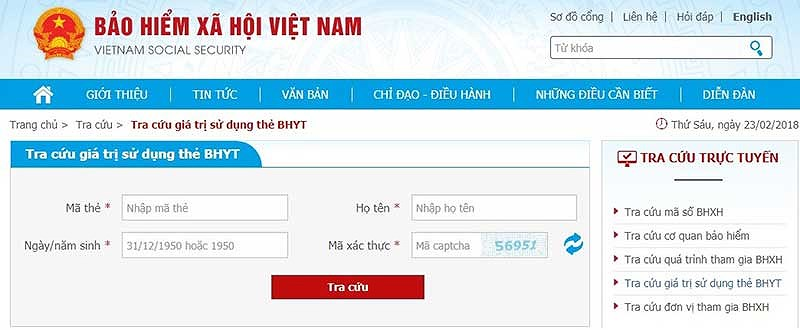 BẢO HIỂM XÃ HỘI VIỆT NAM
VIETNAM SOCIAL SECURITY
Sơ đồ cổng | Liên hệ | Hỏi đáp | English
Từ khóa
GIỚI THIỆU | TIN TỨC | VĂN BẢN | CHỈ ĐẠO - ĐIỀU HÀNH | NHỮNG ĐIỀU CẦN BIẾT | DIỄN ĐÀN
Trang chủ > Tra cứu > Tra cứu giá trị sử dụng thẻ BHYT
Thứ Sáu, ngày 23/02/2018
Tra cứu giá trị sử dụng thẻ BHYT
Mã thẻ * Nhập mã thẻ
Họ tên * Nhập họ tên
Ngày/năm sinh * 31/12/1950 hoặc 1950
Mã xác thực * Mã captcha 56951
Tra cứu
TRA CỨU TRỰC TUYẾN
Tra cứu mã số BHXH
Tra cứu cơ quan bảo hiểm
Tra cứu quá trình tham gia BHXH
Tra cứu giá trị sử dụng thẻ BHYT
Tra cứu đơn vị tham gia BHXH